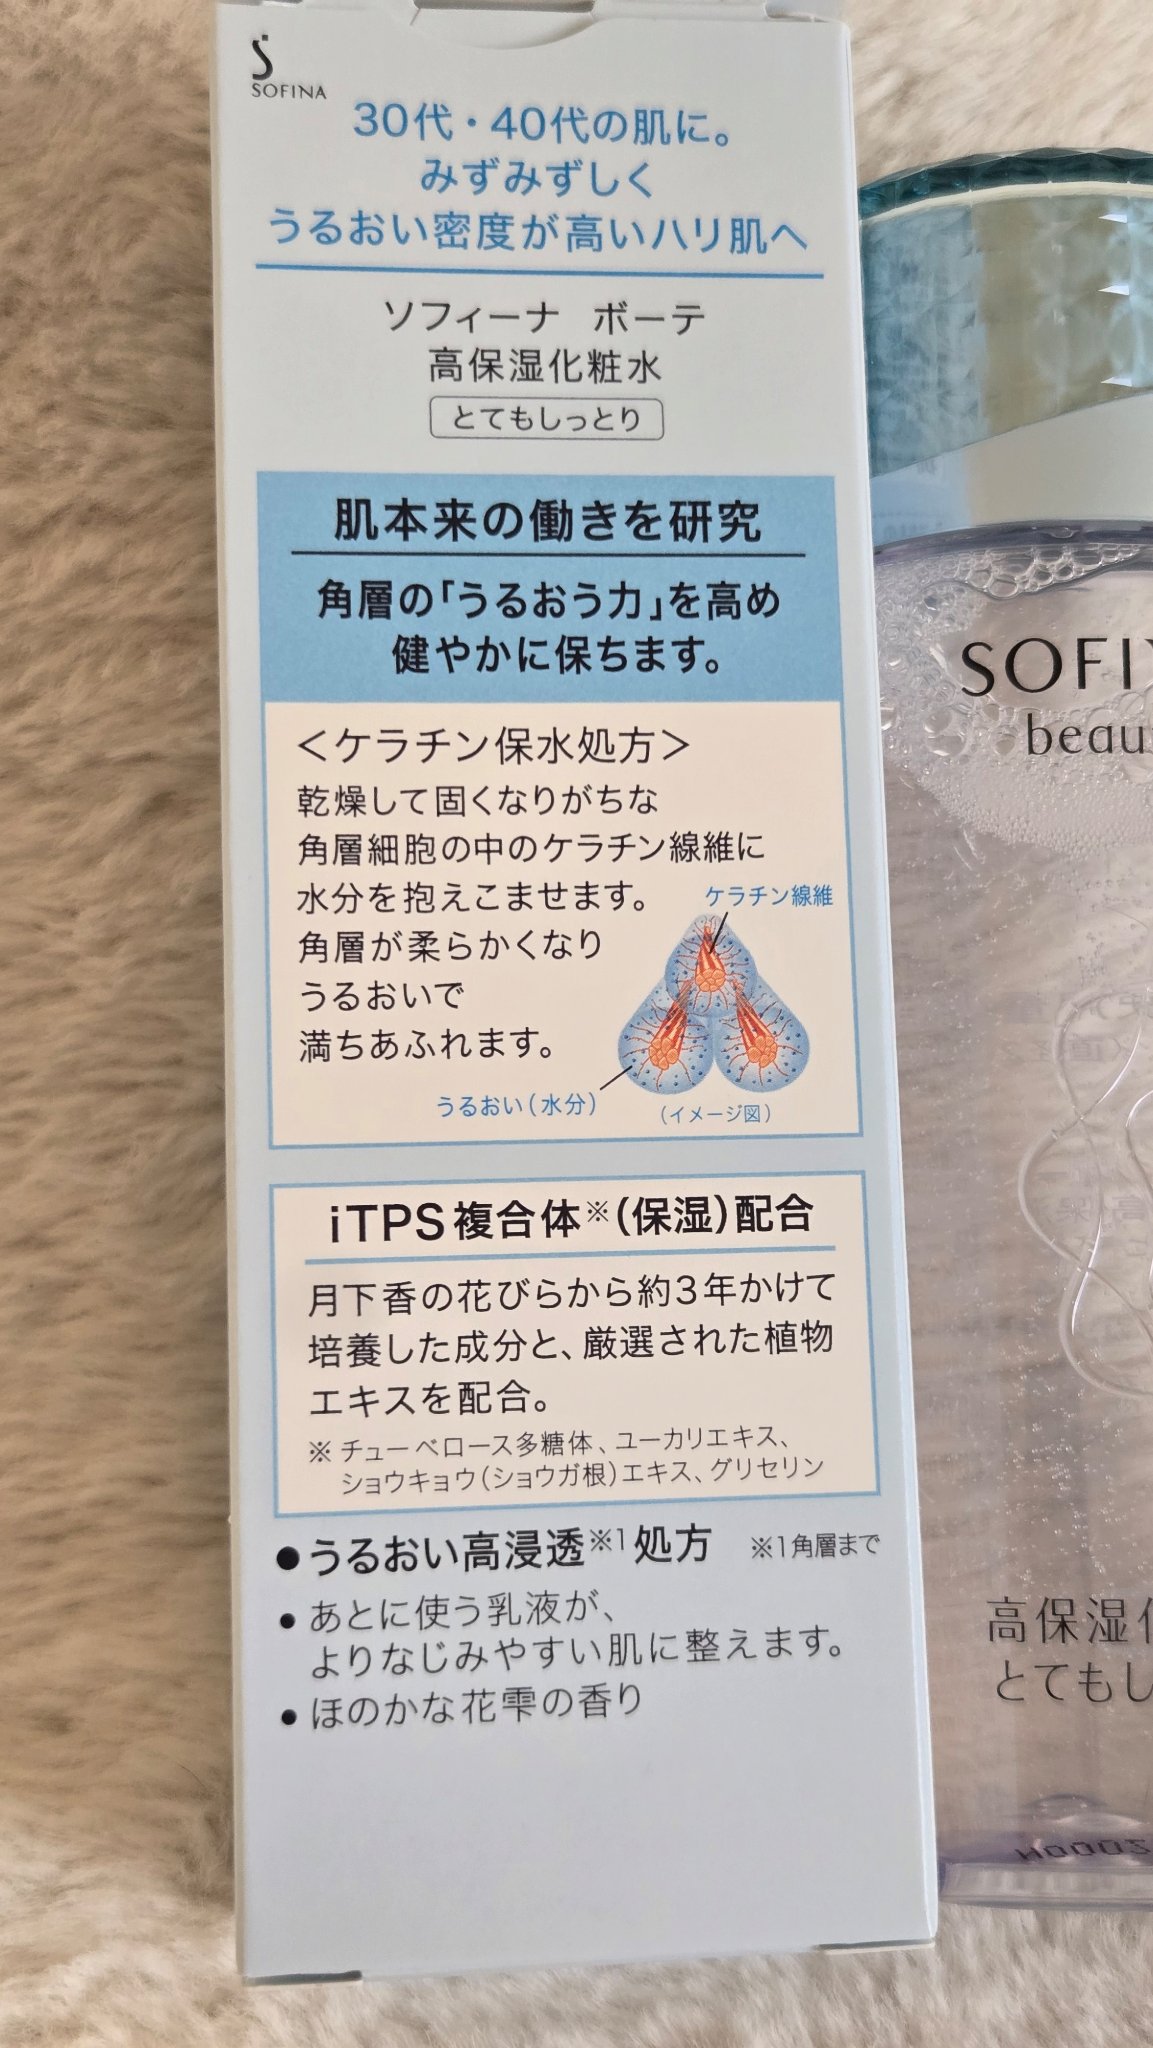 SOFINA
30代・40代の肌に。
みずみずしく
うるおい密度が高いハリ肌へ
ソフィーナ ボーテ
高保湿化粧水
とてもしっとり
肌本来の働きを研究
角層の「うるおう力」を高め
健やかに保ちます。
＜ケラチン保水処方＞
乾燥して固くなりがちな
角層細胞の中のケラチン線維に
水分を抱えこませます。
角層が柔らかくなり
うるおいで
満ちあふれます。
ケラチン線維
うるおい（水分）
（イメージ図）
iTPS複合体※（保湿）配合
月下香の花びらから約3年かけて
培養した成分と、厳選された植物
エキスを配合。
※ チューベロース多糖体、ユーカリエキス、
ショウキョウ（ショウガ根）エキス、グリセリン
●うるおい高浸透※1処方 ※1角層まで
●あとに使う乳液が、
よりなじみやすい肌に整えます。
●ほのかな花雫の香り
SOFI
beau
高保湿
とてもし